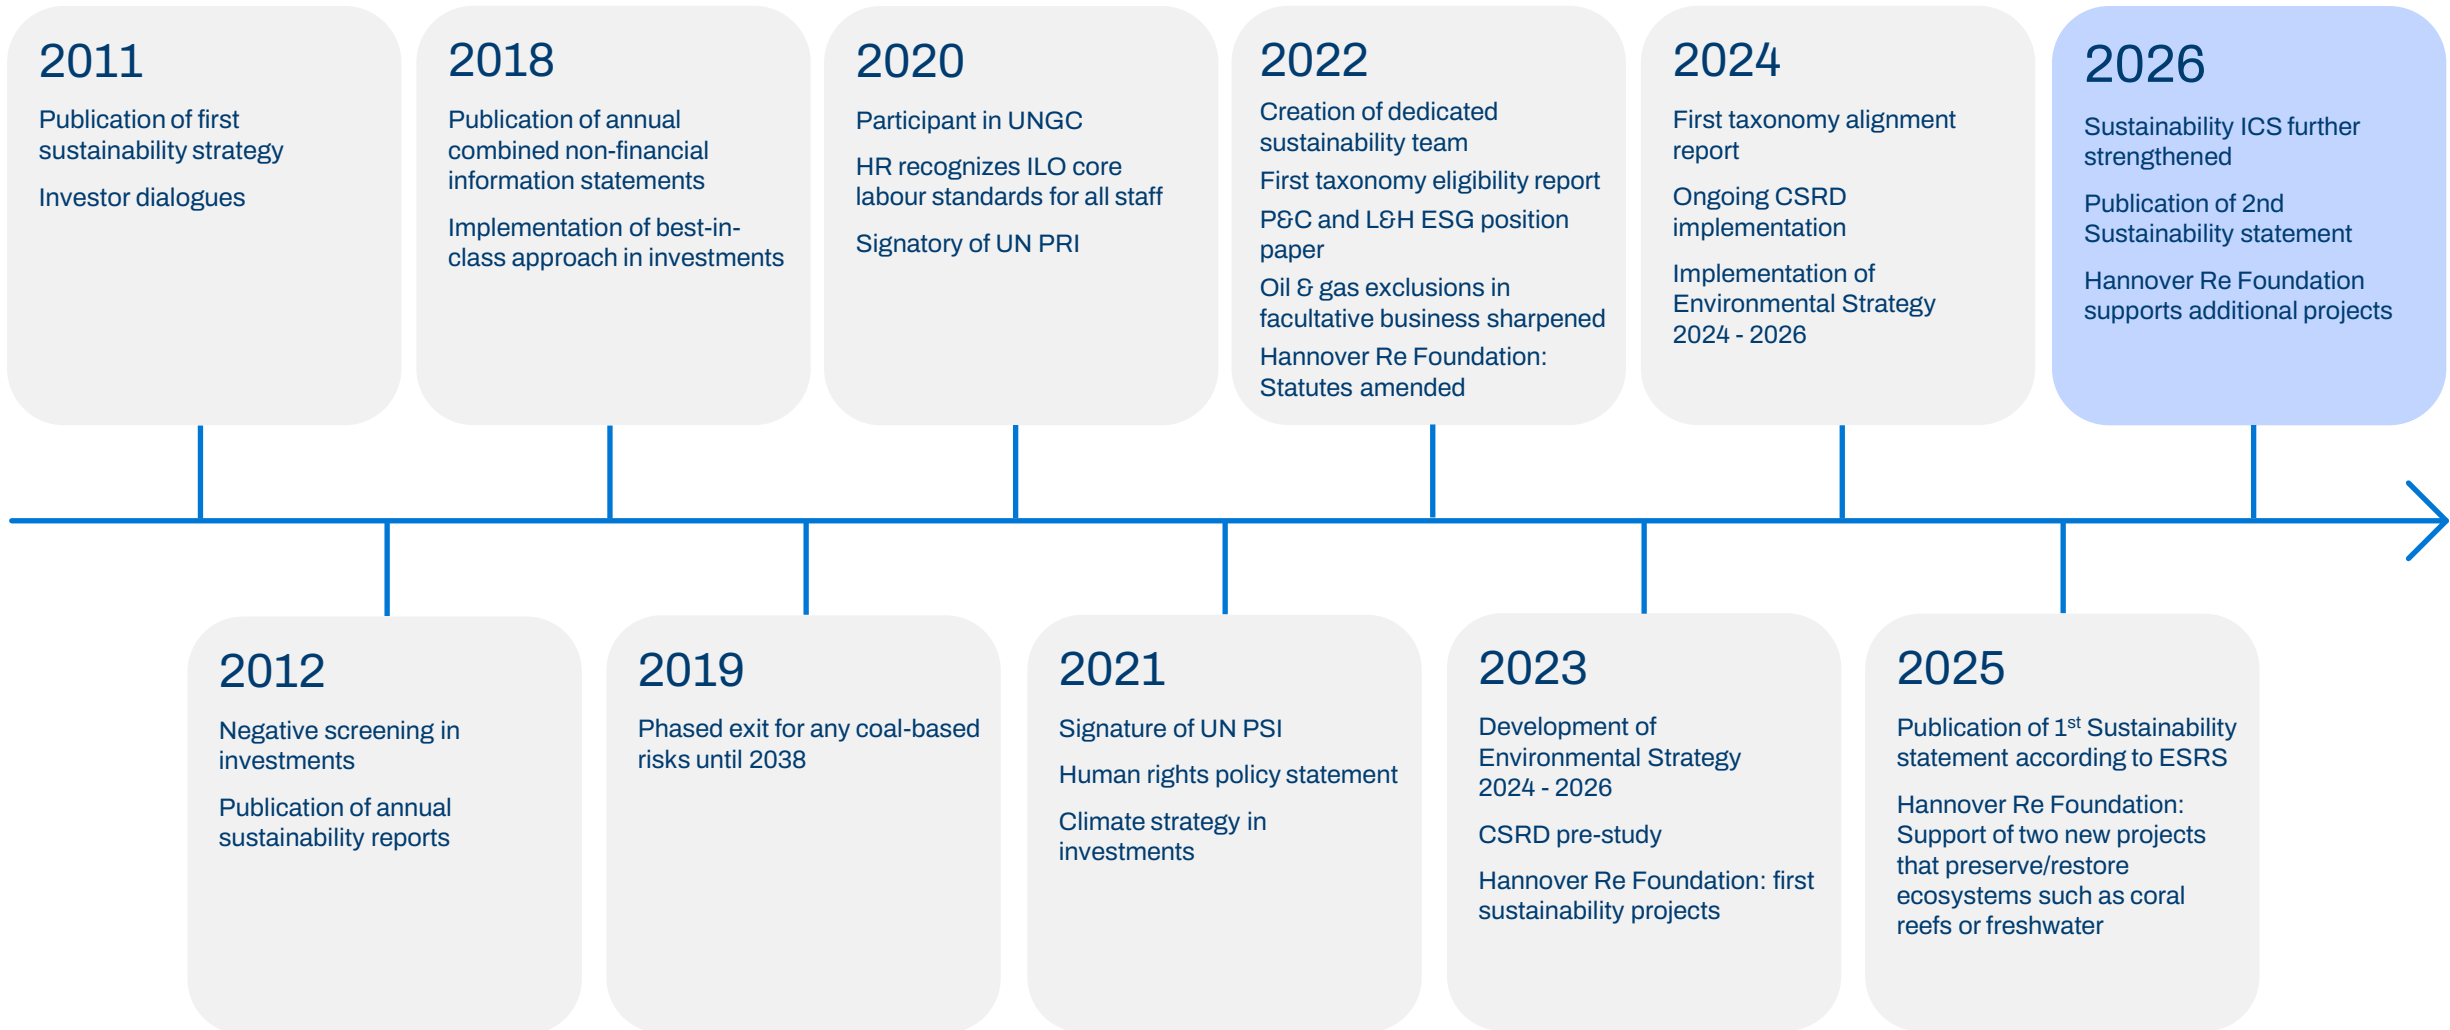 2011
Publication of first
sustainability strategy
Investor dialogues
2018
Publication of annual
combined non-financial
information statements
Implementation of best-in-
class approach in investments
2020
Participant in UNGC
HR recognizes ILO core
labour standards for all staff
Signatory of UN PRI
2022
Creation of dedicated
sustainability team
First taxonomy eligibility report
P&C and L&H ESG position
paper
Oil & gas exclusions in
facultative business sharpened
Hannover Re Foundation:
Statutes amended
2024
First taxonomy alignment
report
Ongoing CSRD
implementation
Implementation of
Environmental Strategy
2024 - 2026
2026
Sustainability ICS further
strengthened
Publication of 2nd
Sustainability statement
Hannover Re Foundation
supports additional projects
2012
Negative screening in
investments
Publication of annual
sustainability reports
2019
Phased exit for any coal-based
risks until 2038
2021
Signature of UN PSI
Human rights policy statement
Climate strategy in
investments
2023
Development of
Environmental Strategy
2024 - 2026
CSRD pre-study
Hannover Re Foundation: first
sustainability projects
2025
Publication of 1st Sustainability
statement according to ESRS
Hannover Re Foundation:
Support of two new projects
that preserve/restore
ecosystems such as coral
reefs or freshwater